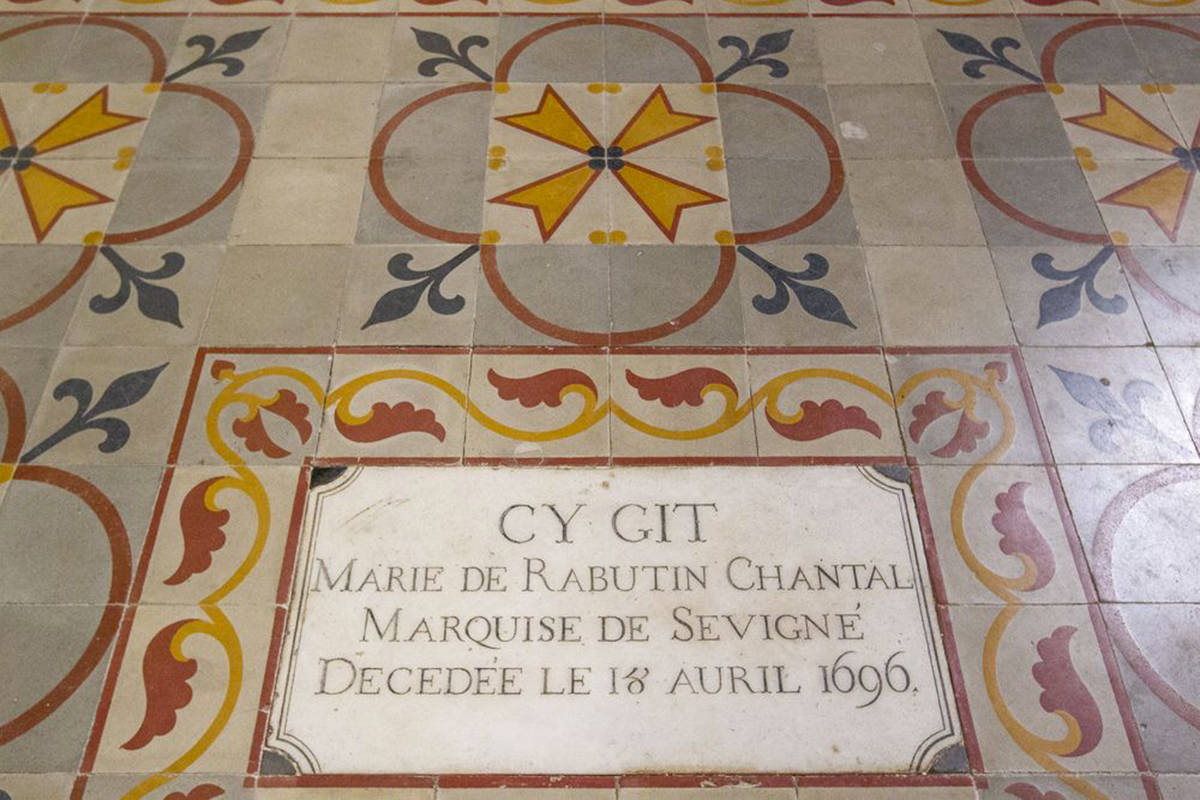 CY GIT
MARIE DE RABUTIN CHANTAL
MARQUISE DE SEVIGNÉ
DECEDÉE LE 18 AURIL 1696.